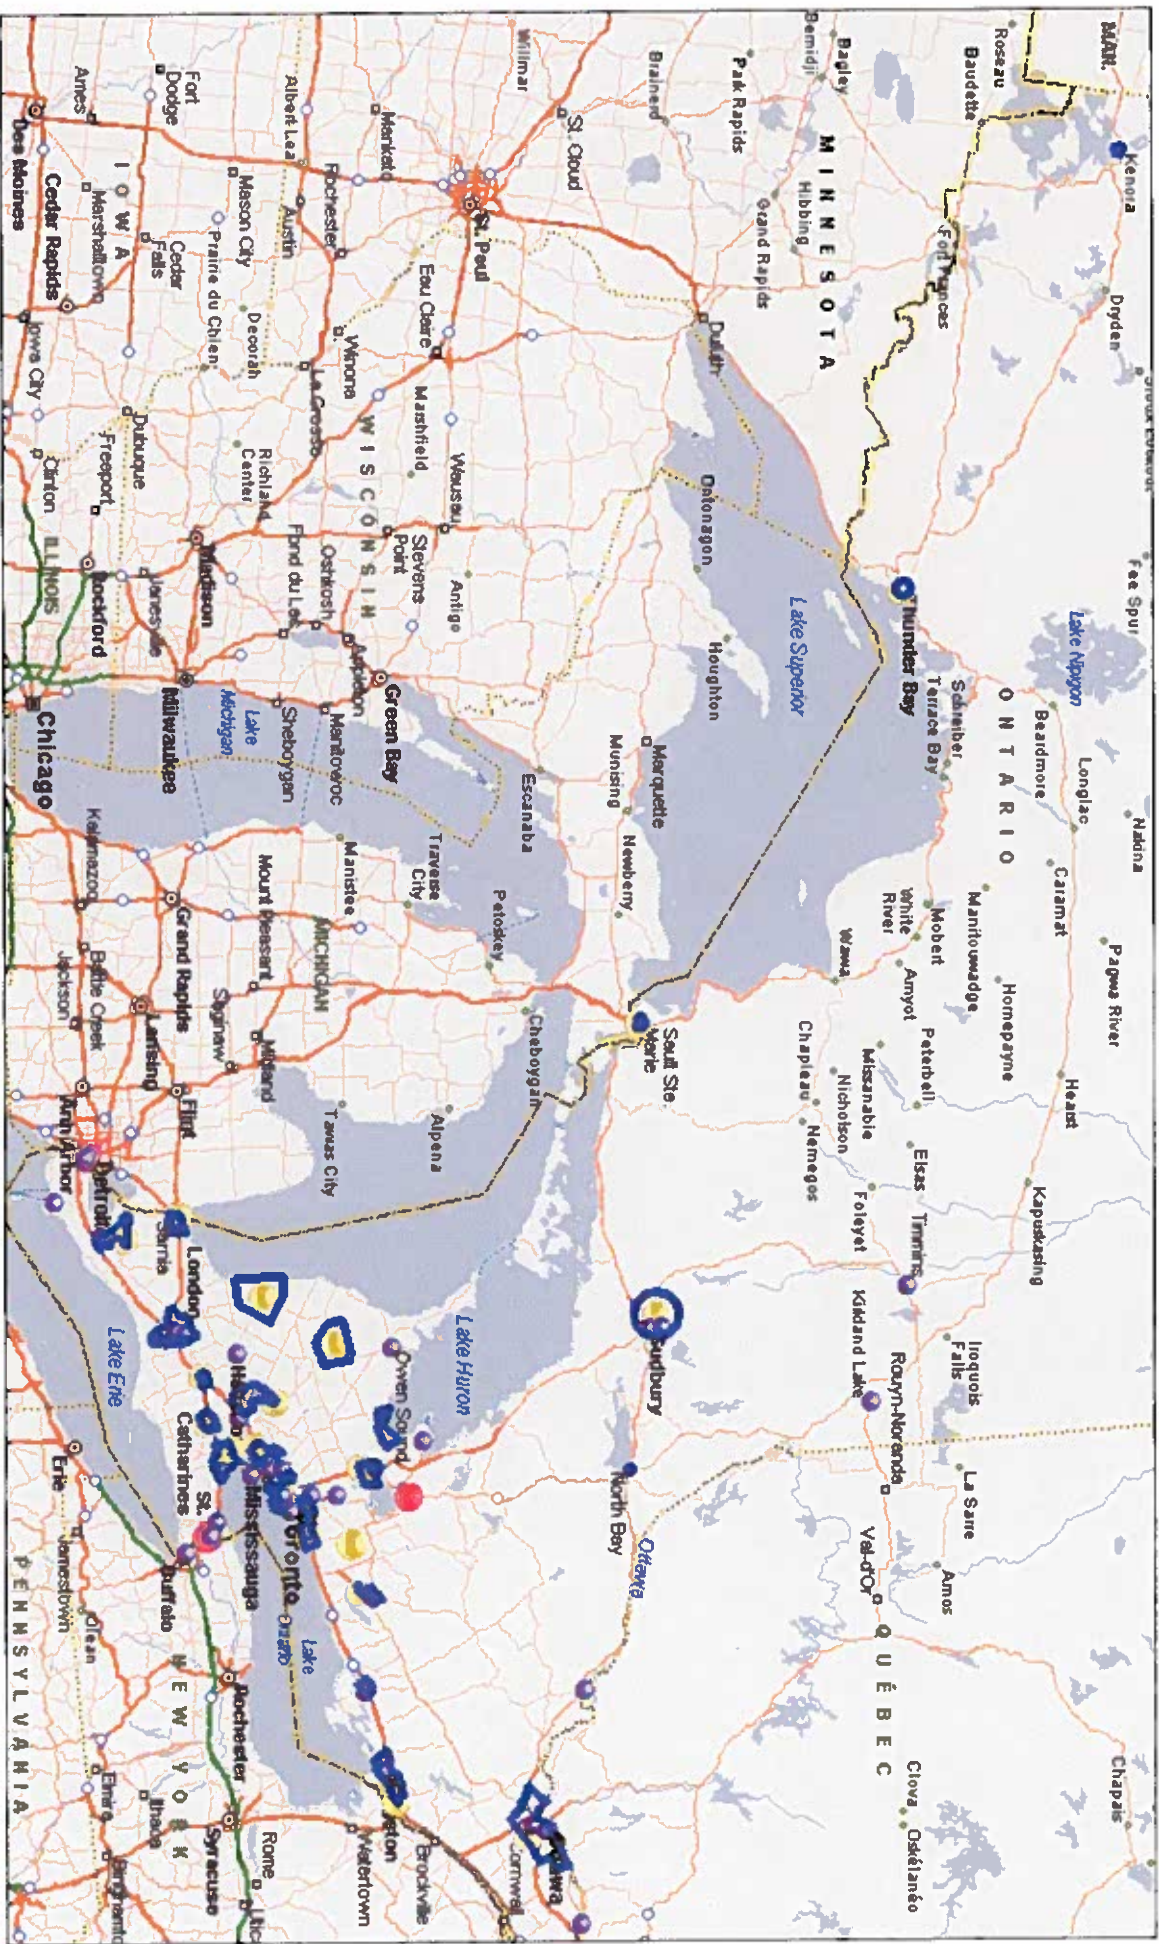 MAN.
Kenora
Dryden
Fee Spur
Lake Nipigon
Nakina
Longlac
Beardmore
Caramat
Pagwa River
Hearst
Kapuskasing
Roseau
Baudette
Fort Frances
Thunder Bay
Schreiber
Terrace Bay
ONTARIO
Manitouwadge
Mobert
White River
Homepayne
Amyot
Peterbell
Wawa
Missanabie
Nicholson
Chapleau
Nemegos
Elsas
Foleyet
Timmins
Iroquois Falls
Kirkland Lake
Rouyn-Noranda
La Sarre
Amos
Val-d'Or
QUÉBEC
Clova
Oskélanéo
Chapais
Bagley
Bemidji
Park Rapids
Brainerd
MINNESOTA
Hibbing
Grand Rapids
Duluth
Lake Superior
Ontonagon
Houghton
Marquette
Munising
Newberry
Sault Ste. Marie
Sudbury
North Bay
Ottawa
Willmar
St. Cloud
St. Paul
Mankato
Rochester
Albert Lea
Austin
Eau Claire
Winona
La Crosse
Marshfield
Wausau
WISCONSIN
Antigo
Stevens Point
Oshkosh
Fond du Lac
Appleton
Green Bay
Manitowoc
Sheboygan
Escanaba
Traverse City
Petoskey
Manistee
Cheboygan
Alpena
Tawas City
Lake Huron
Owen Sound
Fort Dodge
Ames
Des Moines
IOWA
Mason City
Marshalltown
Cedar Falls
Cedar Rapids
Iowa City
Decorah
Prairie du Chien
Dubuque
Freeport
Clinton
Richland Center
Madison
Janesville
Rockford
ILLINOIS
Milwaukee
Lake Michigan
Chicago
Kalamazoo
Battle Creek
Jackson
Grand Rapids
Lansing
Mount Pleasant
MICHIGAN
Saginaw
Midland
Flint
Ann Arbor
Detroit
Sarnia
London
Lake Erie
St. Catharines
Mississauga
Toronto
Lake Ontario
Erie
Jamestown
Olean
Buffalo
Rochester
NEW YORK
PENNSYLVANIA
Elmira
Ithaca
Syracuse
Rome
Watertown
Brockville
Cornwall